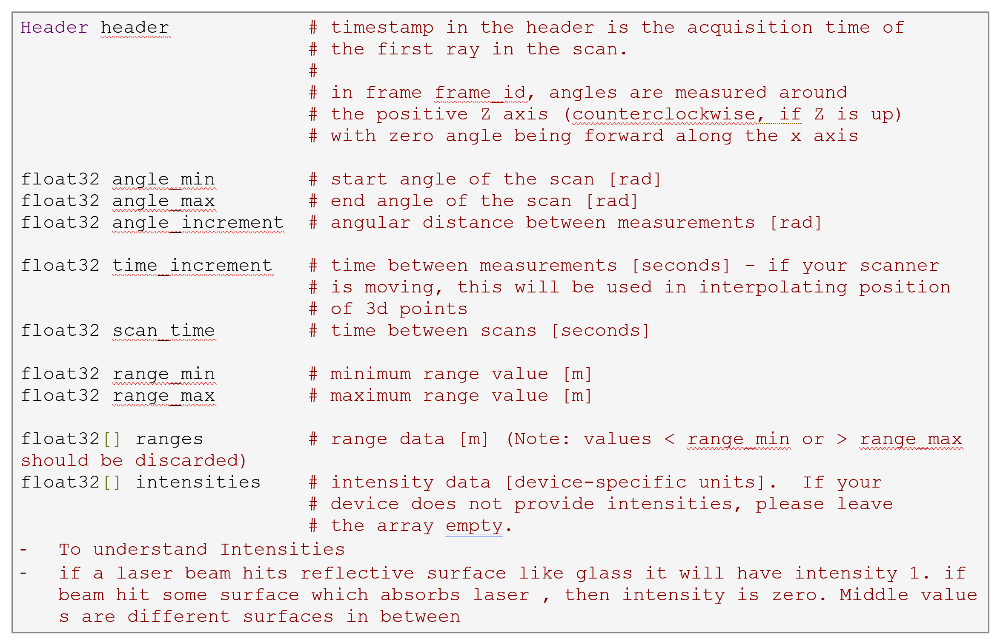 Header header            # timestamp in the header is the acquisition time of
                         # the first ray in the scan.
                         #
                         # in frame frame_id, angles are measured around
                         # the positive Z axis (counterclockwise, if Z is up)
                         # with zero angle being forward along the x axis
float32 angle_min        # start angle of the scan [rad]
float32 angle_max        # end angle of the scan [rad]
float32 angle_increment  # angular distance between measurements [rad]
float32 time_increment   # time between measurements [seconds] - if your scanner
                         # is moving, this will be used in interpolating position
                         # of 3d points
float32 scan_time        # time between scans [seconds]
float32 range_min        # minimum range value [m]
float32 range_max        # maximum range value [m]
float32[] ranges         # range data [m] (Note: values < range_min or > range_max
should be discarded)
float32[] intensities    # intensity data [device-specific units].  If your
                         # device does not provide intensities, please leave
                         # the array empty.
-  To understand Intensities
-  if a laser beam hits reflective surface like glass it will have intensity 1. if
beam hit some surface which absorbs laser , then intensity is zero. Middle value
s are different surfaces in between